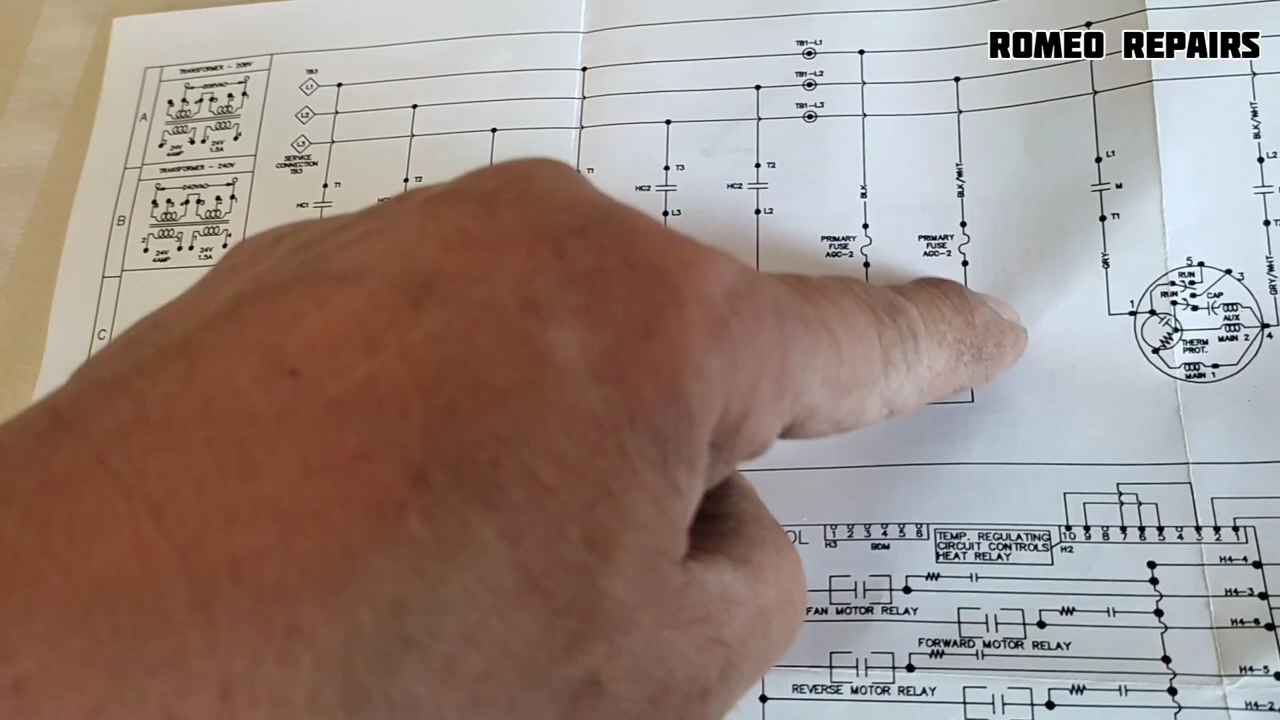 ROMEO REPAIRS
TRANSFORMER - 208V
208VAC
24V
4AMP
24V
1.5A
A
TRANSFORMER - 240V
240VAC
24V
4AMP
24V
1.5A
B
C
TB3
L1
L2
L3
SERVICE
CONNECTION
TB3
TB1-L1
TB1-L2
TB1-L3
T1
T2
T1
T3
T2
HC1
HC2
HC2
L3
L2
BLK
BLK/WHT
PRIMARY
FUSE
AGC-2
PRIMARY
FUSE
AGC-2
L1
M
T1
GRY
BLK/WHT
L2
GRY/WHT
5
3
RUN
RUN
CAP
1
AUX
MAIN 2
4
THERM
PROT.
MAIN 1
1 2 3 4 5 6
H3
BDM
TEMP. REGULATING
CIRCUIT CONTROLS
HEAT RELAY
10 9 8 7 6 5 4 3 2 1
H2
H4-4
H4-3
FAN MOTOR RELAY
H4-6
FORWARD MOTOR RELAY
H4-5
REVERSE MOTOR RELAY
H4-2